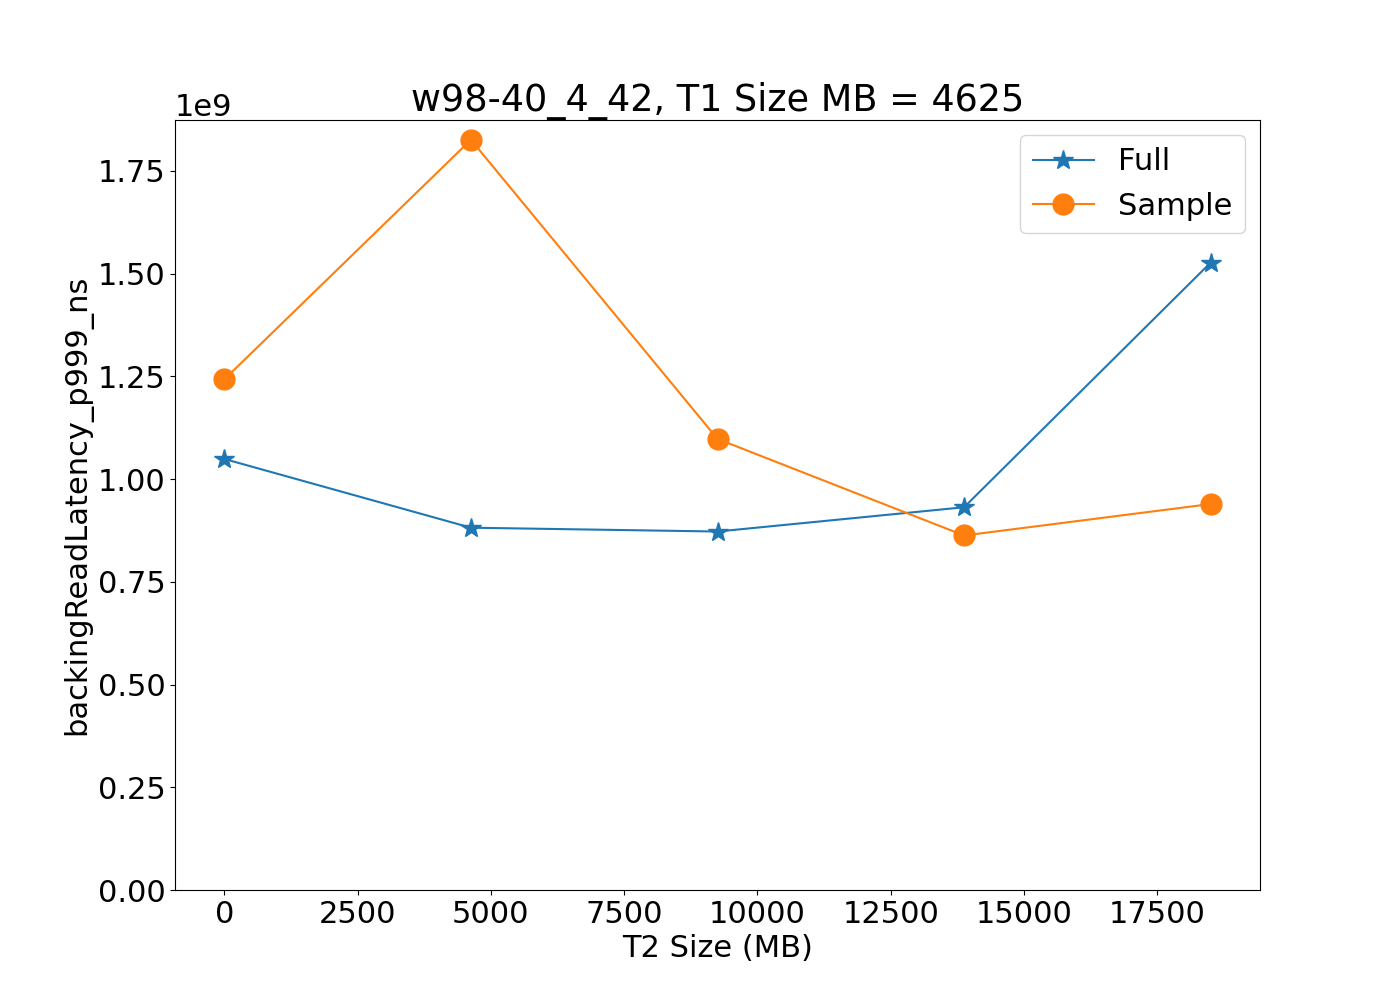 w98-40_4_42, T1 Size MB = 4625
1e9
Full
Sample
1.75
1.50
1.25
1.00
0.75
0.50
0.25
0.00
backingReadLatency_p999_ns
0 2500 5000 7500 10000 12500 15000 17500
T2 Size (MB)